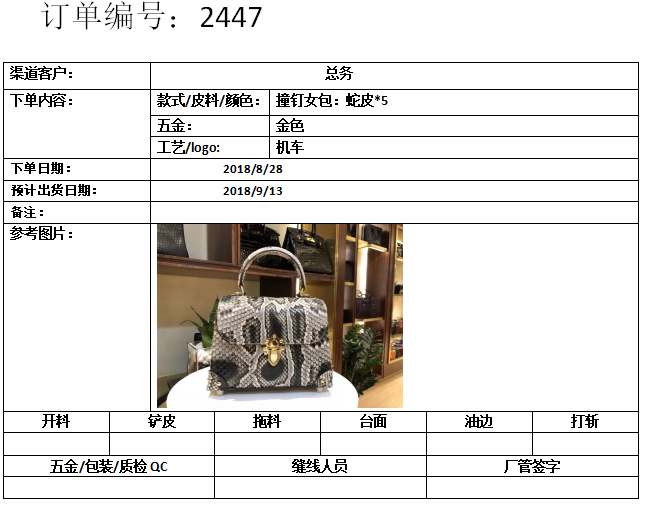 订单编号：2447
渠道客户： 总务
下单内容： 款式/皮料/颜色： 撞钉女包：蛇皮*5
五金： 金色
工艺/logo: 机车
下单日期： 2018/8/28
预计出货日期： 2018/9/13
备注：
参考图片：
开料 铲皮 拖料 台面 油边 打斩
五金/包装/质检 QC 缝线人员 厂管签字